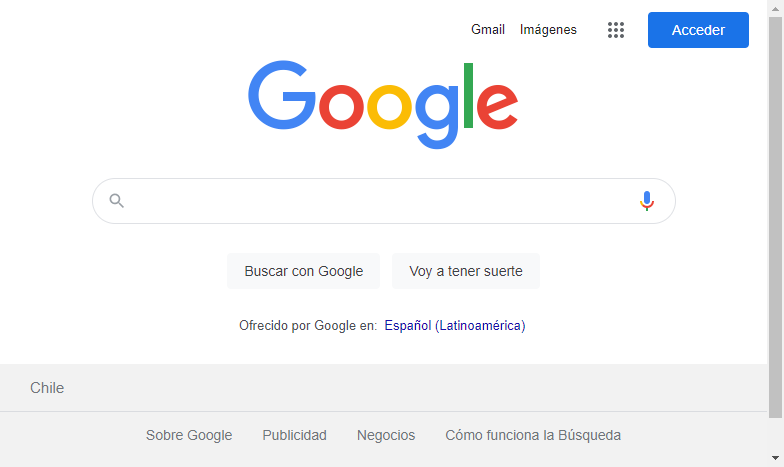 Gmail Imágenes Acceder
Google
Buscar con Google Voy a tener suerte
Ofrecido por Google en: Español (Latinoamérica)
Chile
Sobre Google Publicidad Negocios Cómo funciona la Búsqueda